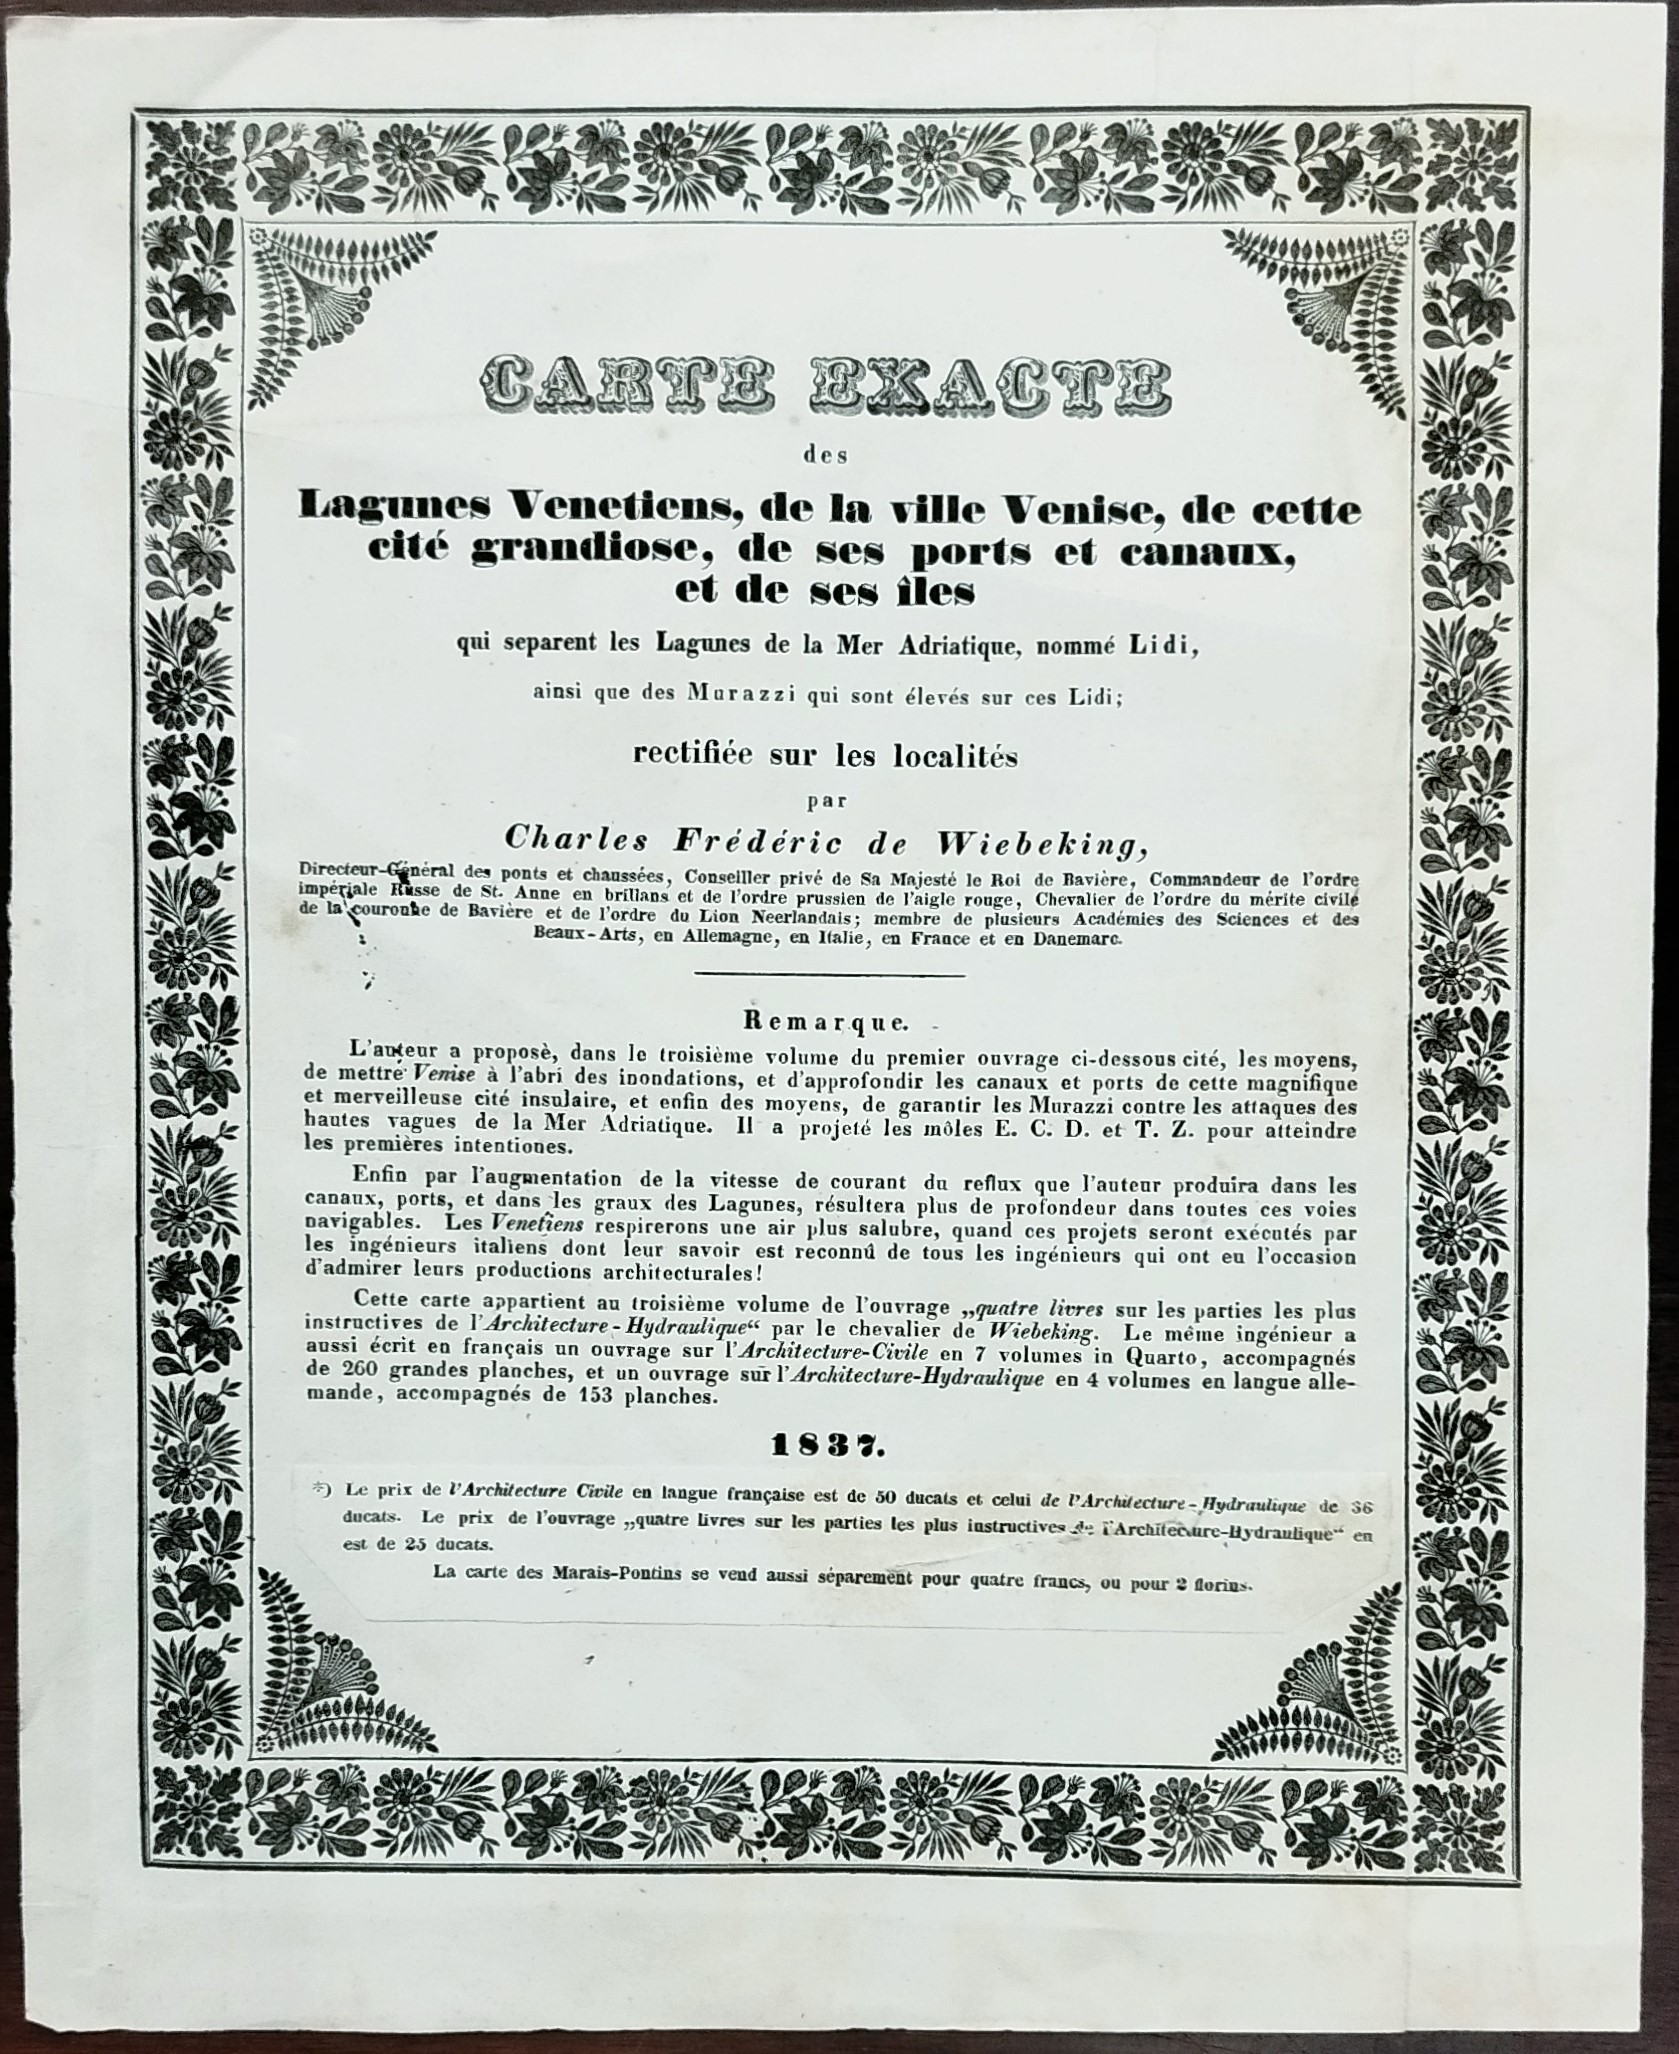 CARTE EXACTE
des
Lagunes Venetiens, de la ville Venise, de cette
cité grandiose, de ses ports et canaux,
et de ses îles
qui separent les Lagunes de la Mer Adriatique, nommé Lidi,
ainsi que des Murazzi qui sont élevés sur ces Lidi;
rectifiée sur les localités
par
Charles Frédéric de Wiebeking,
Directeur-Général des ponts et chaussées, Conseiller privé de Sa Majesté le Roi de Bavière, Commandeur de l'ordre
impériale Russe de St. Anne en brillans et de l'ordre prussien de l'aigle rouge, Chevalier de l'ordre du mérite civile
de la couronne de Bavière et de l'ordre du Lion Neerlandais; membre de plusieurs Académies des Sciences et des
Beaux-Arts, en Allemagne, en Italie, en France et en Danemarc.
Remarque.
L'auteur a proposè, dans le troisième volume du premier ouvrage ci-dessous cité, les moyens,
de mettre Venise à l'abri des inondations, et d'approfondir les canaux et ports de cette magnifique
et merveilleuse cité insulaire, et enfin des moyens, de garantir les Murazzi contre les attaques des
hautes vagues de la Mer Adriatique. Il a projeté les môles E. C. D. et T. Z. pour atteindre
les premières intentiones.
Enfin par l'augmentation de la vitesse de courant du reflux que l'auteur produira dans les
canaux, ports, et dans les graux des Lagunes, résultera plus de profondeur dans toutes ces voies
navigables. Les Venetiens respirerons une air plus salubre, quand ces projets seront exécutés par
les ingénieurs italiens dont leur savoir est reconnû de tous les ingénieurs qui ont eu l'occasion
d'admirer leurs productions architecturales!
Cette carte appartient au troisième volume de l'ouvrage „quatre livres sur les parties les plus
instructives de l'Architecture-Hydraulique“ par le chevalier de Wiebeking. Le même ingénieur a
aussi écrit en français un ouvrage sur l'Architecture-Civile en 7 volumes in Quarto, accompagnés
de 260 grandes planches, et un ouvrage sur l'Architecture-Hydraulique en 4 volumes en langue alle-
mande, accompagnés de 153 planches.
1837.
*) Le prix de l'Architecture Civile en langue française est de 50 ducats et celui de l'Architecture-Hydraulique de 36
ducats. Le prix de l'ouvrage „quatre livres sur les parties les plus instructives de l'Architecture-Hydraulique“ en
est de 25 ducats.
La carte des Marais-Pontins se vend aussi séparement pour quatre francs, ou pour 2 florins.